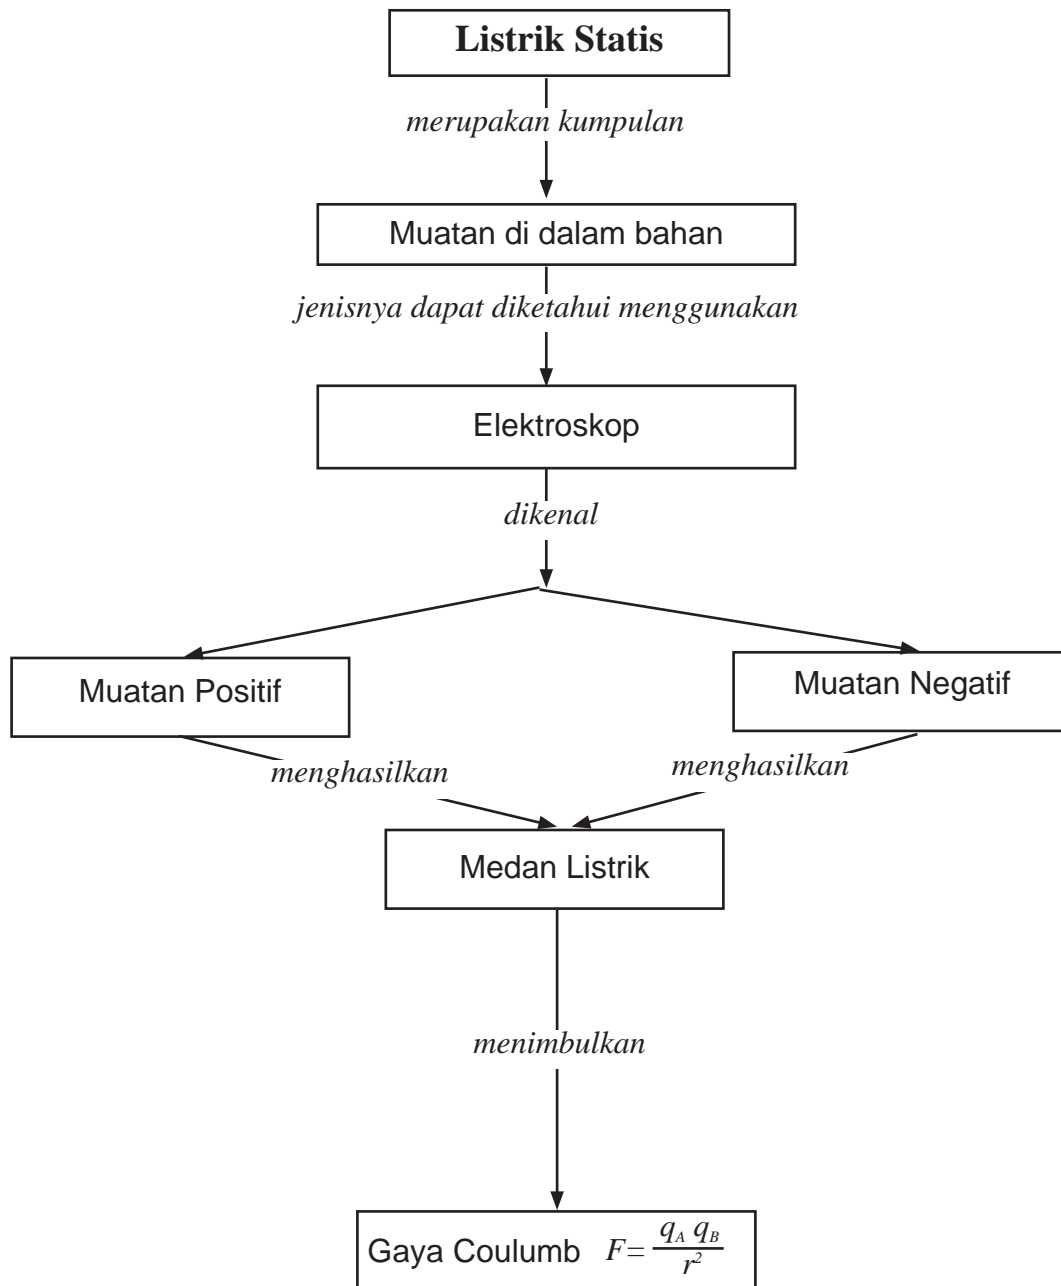 Listrik Statis
merupakan kumpulan
Muatan di dalam bahan
jenisnya dapat diketahui menggunakan
Elektroskop
dikenal
Muatan Positif
Muatan Negatif
menghasilkan
menghasilkan
Medan Listrik
menimbulkan
Gaya Coulumb F = q_A q_B / r²